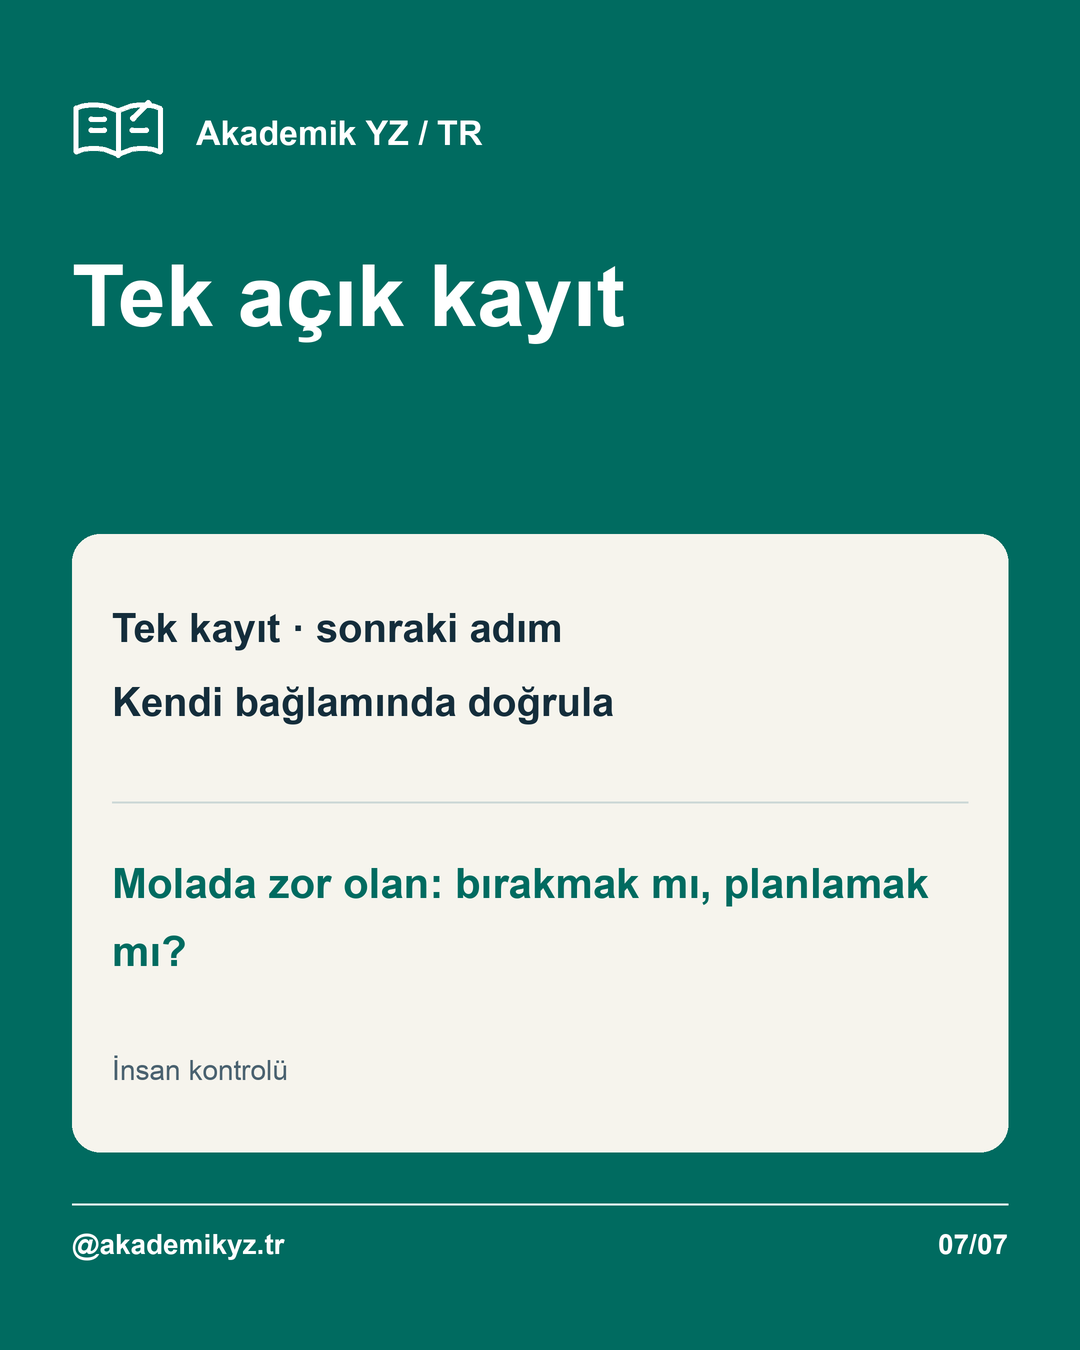 Akademik YZ / TR
Tek açık kayıt
Tek kayıt · sonraki adım
Kendi bağlamında doğrula
Molada zor olan: bırakmak mı, planlamak
mı?
İnsan kontrolü
@akademikyz.tr
07/07